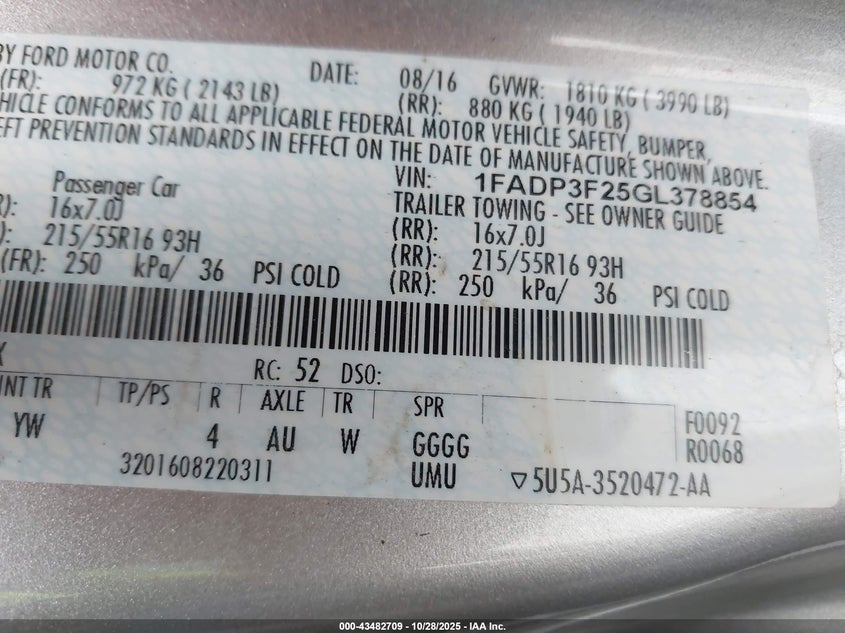 BY FORD MOTOR CO.
DATE: 08/16 GVWR: 1810 KG ( 3990 LB)
(FR): 972 KG ( 2143 LB) (RR): 880 KG ( 1940 LB)
HICLE CONFORMS TO ALL APPLICABLE FEDERAL MOTOR VEHICLE SAFETY, BUMPER,
EFT PREVENTION STANDARDS IN EFFECT ON THE DATE OF MANUFACTURE SHOWN ABOVE.
VIN: 1FADP3F25GL378854
Passenger Car TRAILER TOWING - SEE OWNER GUIDE
R): 16x7.0J (RR): 16x7.0J
): 215/55R16 93H (RR): 215/55R16 93H
(FR): 250 kPa/ 36 PSI COLD (RR): 250 kPa/ 36 PSI COLD
RC: 52 DSO:
INT TR TP/PS R AXLE TR SPR
YW 4 AU W GGGG
F0092
R0068
3201608220311 UMU ▽5U5A-3520472-AA
000-43482709 - 10/28/2025 - IAA Inc.